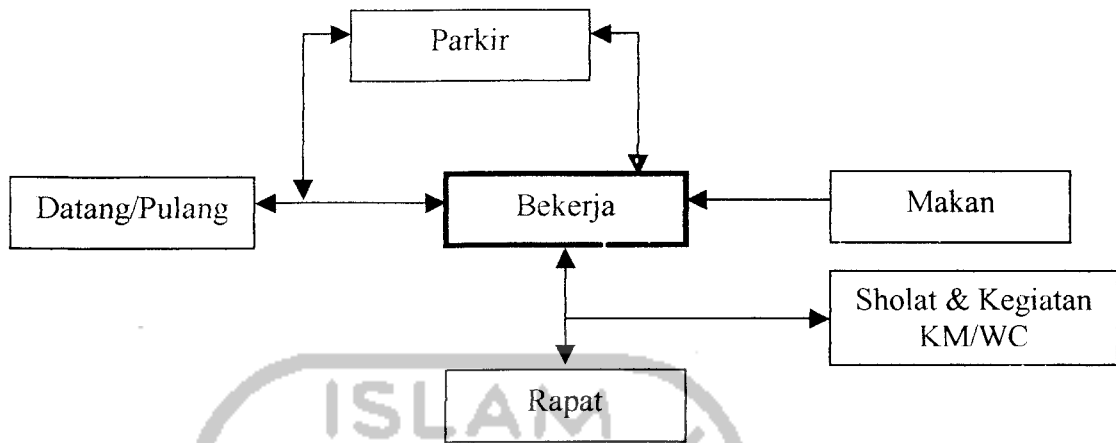 Parkir
Datang/Pulang
Bekerja
Makan
Sholat & Kegiatan
KM/WC
Rapat
ISLAM